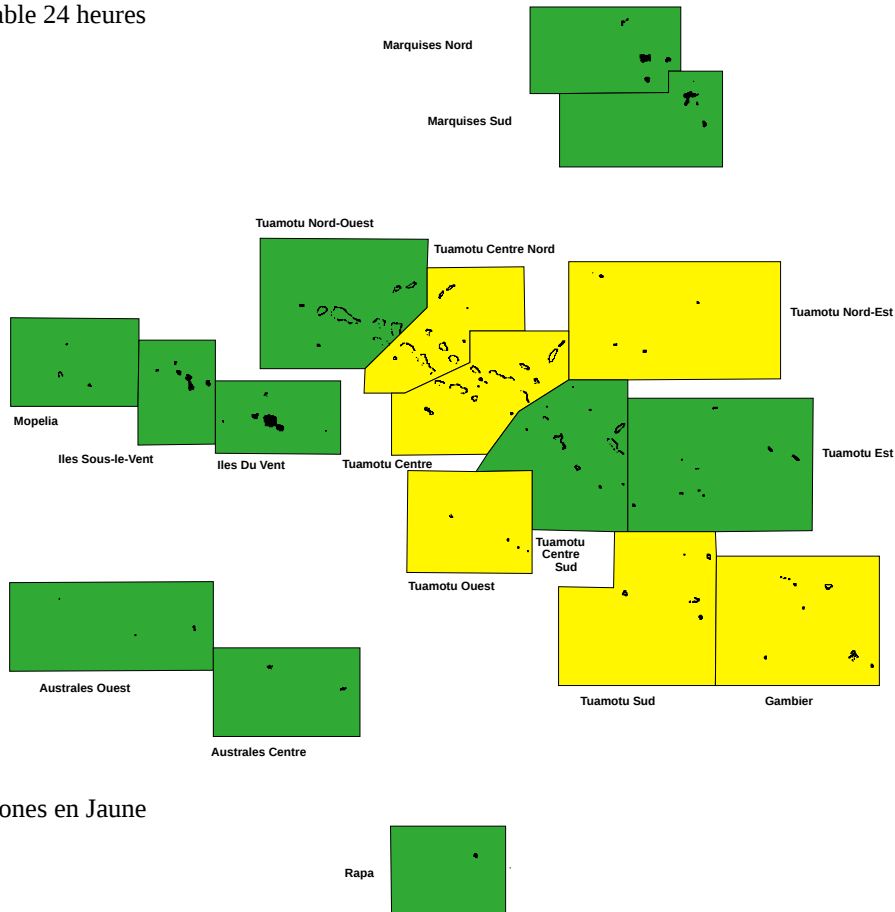 able 24 heures
Marquises Nord
Marquises Sud
Tuamotu Nord-Ouest
Tuamotu Centre Nord
Tuamotu Nord-Est
Mopelia
Iles Sous-le-Vent
Iles Du Vent
Tuamotu Centre
Tuamotu Est
Tuamotu
Centre
Sud
Tuamotu Ouest
Australes Ouest
Tuamotu Sud
Gambier
Australes Centre
ones en Jaune
Rapa